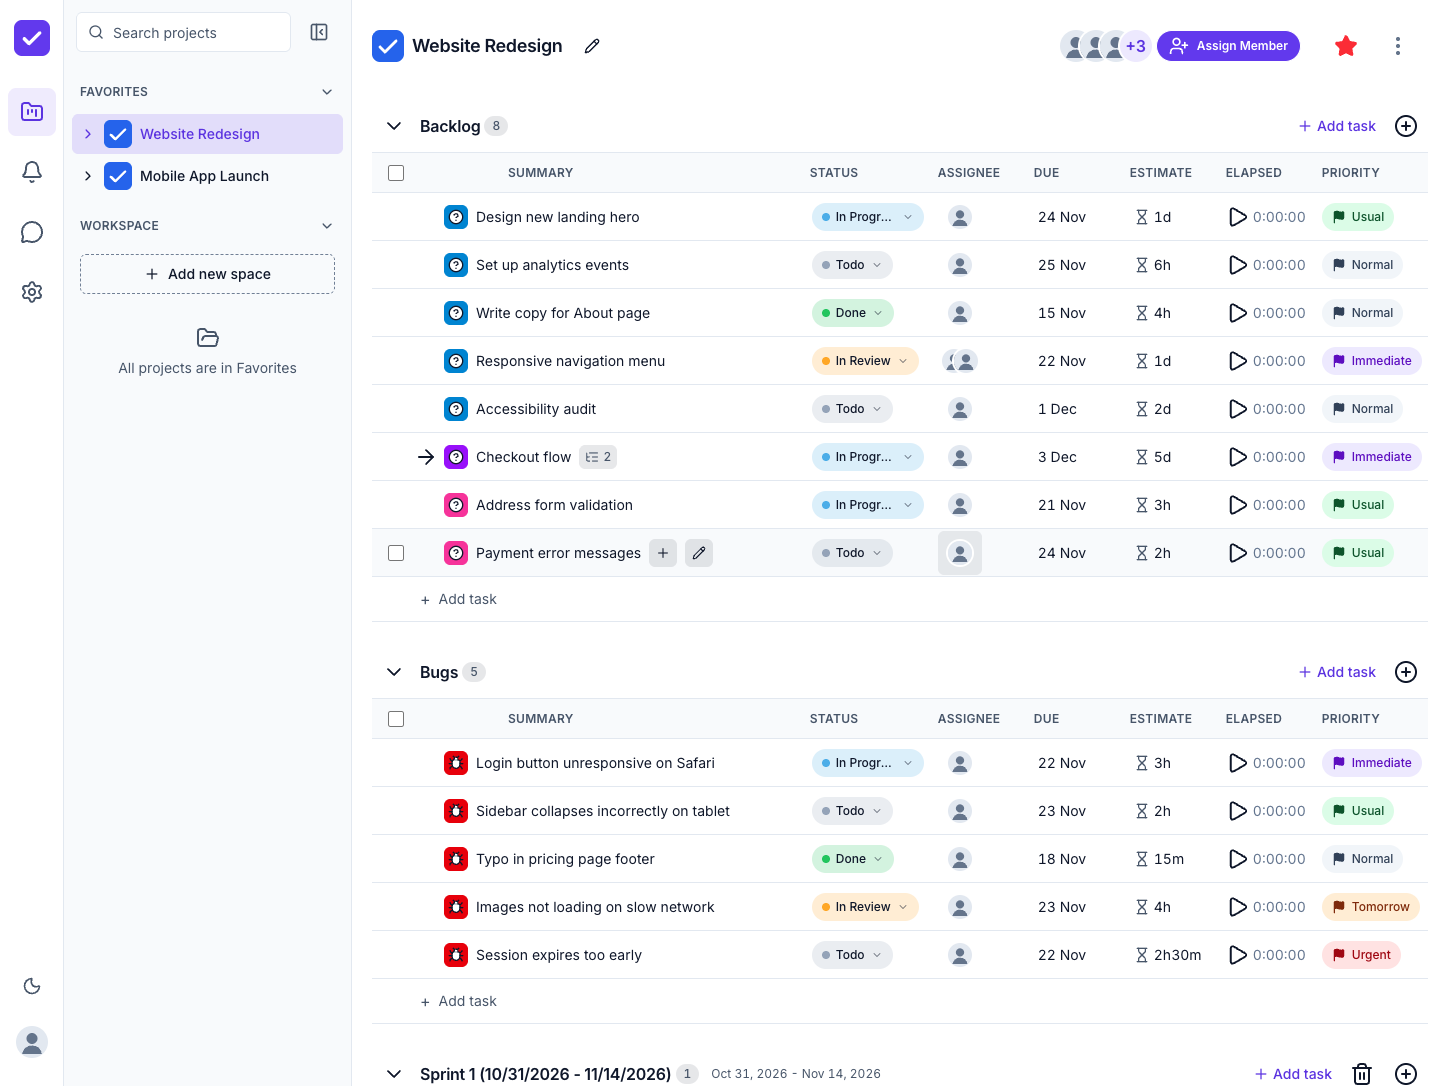 Search projects
FAVORITES
Website Redesign
Mobile App Launch
WORKSPACE
+ Add new space
All projects are in Favorites
Website Redesign
+3
Assign Member
Backlog 8
+ Add task
SUMMARY STATUS ASSIGNEE DUE ESTIMATE ELAPSED PRIORITY
Design new landing hero In Progr... 24 Nov 1d 0:00:00 Usual
Set up analytics events Todo 25 Nov 6h 0:00:00 Normal
Write copy for About page Done 15 Nov 4h 0:00:00 Normal
Responsive navigation menu In Review 22 Nov 1d 0:00:00 Immediate
Accessibility audit Todo 1 Dec 2d 0:00:00 Normal
Checkout flow 2 In Progr... 3 Dec 5d 0:00:00 Immediate
Address form validation In Progr... 21 Nov 3h 0:00:00 Usual
Payment error messages Todo 24 Nov 2h 0:00:00 Usual
+ Add task
Bugs 5
+ Add task
SUMMARY STATUS ASSIGNEE DUE ESTIMATE ELAPSED PRIORITY
Login button unresponsive on Safari In Progr... 22 Nov 3h 0:00:00 Immediate
Sidebar collapses incorrectly on tablet Todo 23 Nov 2h 0:00:00 Usual
Typo in pricing page footer Done 18 Nov 15m 0:00:00 Normal
Images not loading on slow network In Review 23 Nov 4h 0:00:00 Tomorrow
Session expires too early Todo 22 Nov 2h30m 0:00:00 Urgent
+ Add task
Sprint 1 (10/31/2026 - 11/14/2026) 1 Oct 31, 2026 - Nov 14, 2026
+ Add task